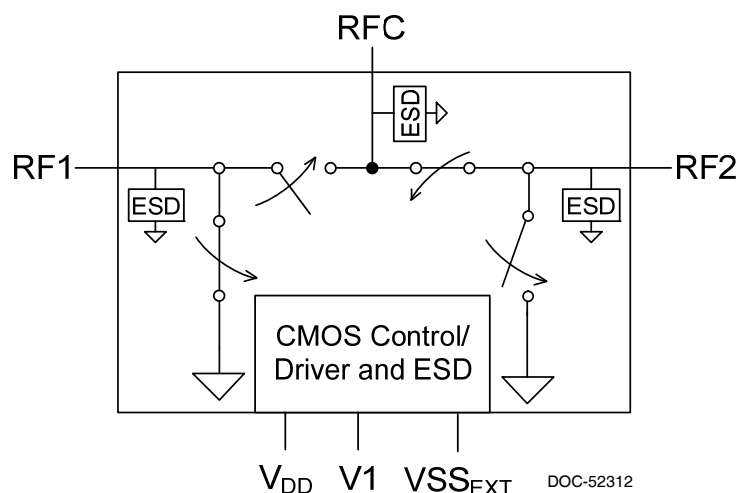 RFC
ESD
RF1
RF2
ESD
ESD
CMOS Control/
Driver and ESD
VDD V1 VSSEXT
DOC-52312